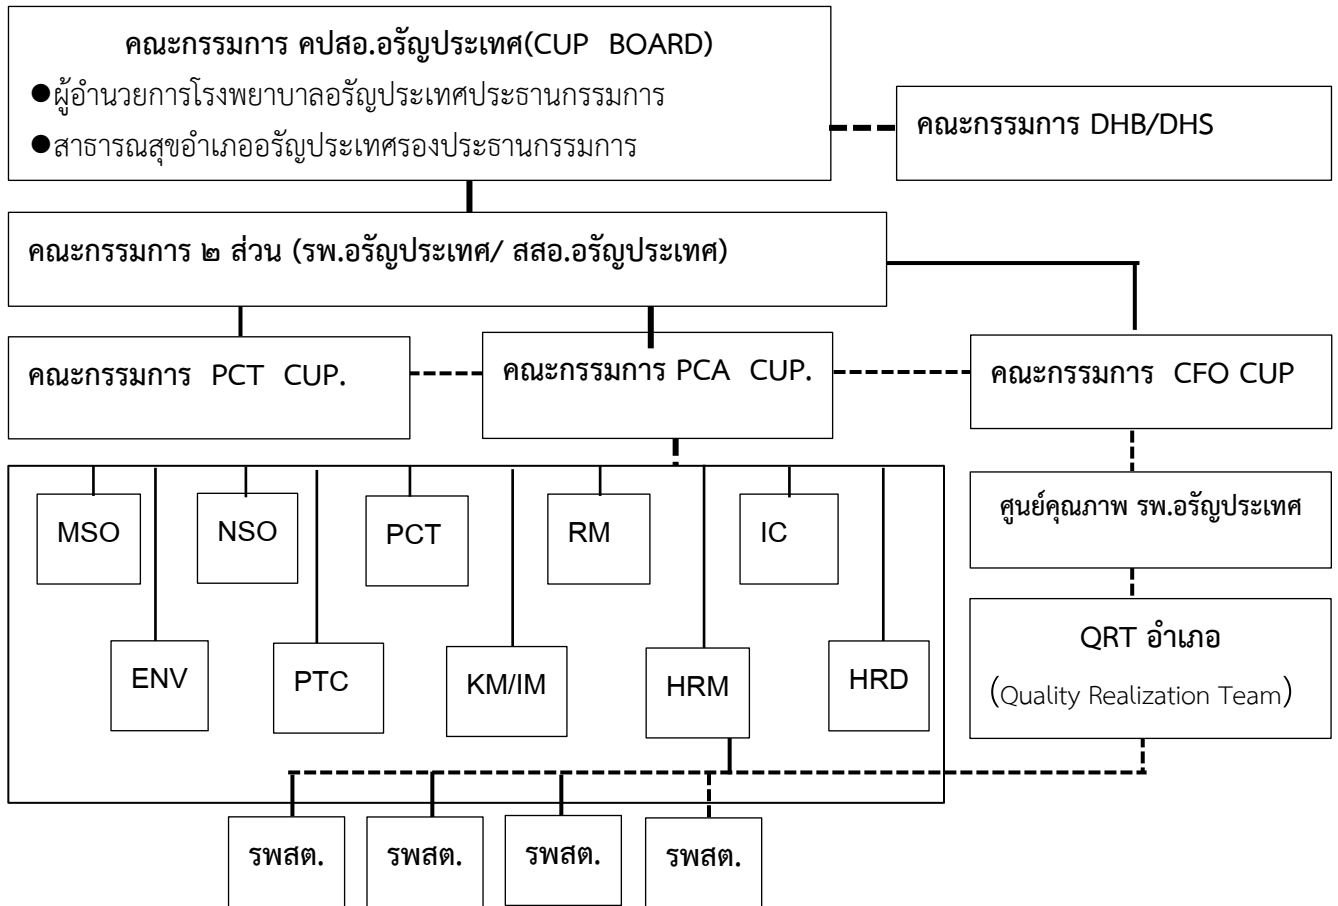 คณะกรรมการ คปสอ.อรัญประเทศ(CUP BOARD)
●ผู้อำนวยการโรงพยาบาลอรัญประเทศประธานกรรมการ
●สาธารณสุขอำเภออรัญประเทศรองประธานกรรมการ
คณะกรรมการ DHB/DHS
คณะกรรมการ ๒ ส่วน (รพ.อรัญประเทศ/ สสอ.อรัญประเทศ)
คณะกรรมการ PCT CUP.
คณะกรรมการ PCA CUP.
คณะกรรมการ CFO CUP
MSO
NSO
PCT
RM
IC
ศูนย์คุณภาพ รพ.อรัญประเทศ
ENV
PTC
KM/IM
HRM
HRD
QRT อำเภอ
(Quality Realization Team)
รพสต.
รพสต.
รพสต.
รพสต.